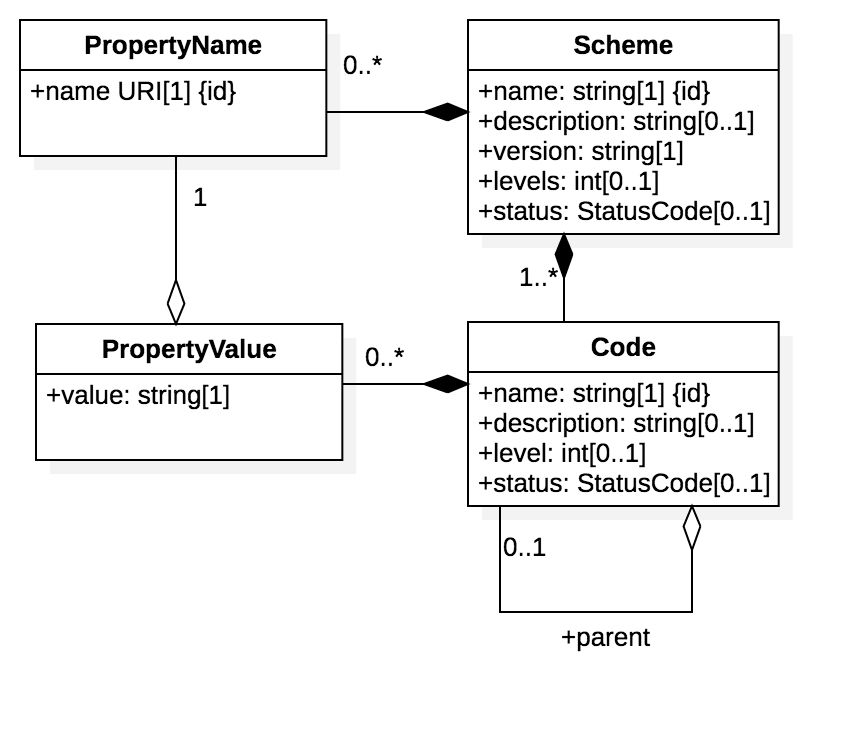 PropertyName
+name URI[1] {id}
0..*
Scheme
+name: string[1] {id}
+description: string[0..1]
+version: string[1]
+levels: int[0..1]
+status: StatusCode[0..1]
1
1..*
PropertyValue
+value: string[1]
0..*
Code
+name: string[1] {id}
+description: string[0..1]
+level: int[0..1]
+status: StatusCode[0..1]
0..1
+parent